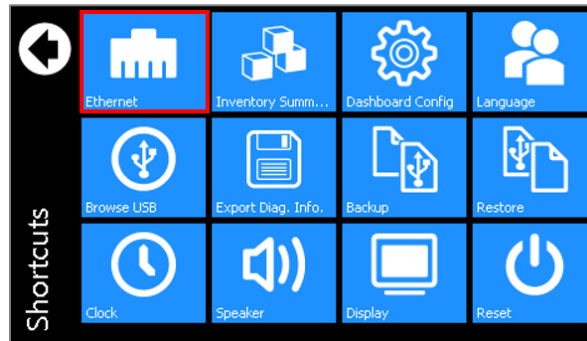 Shortcuts
Ethernet
Inventory Summ...
Dashboard Config
Language
Browse USB
Export Diag. Info.
Backup
Restore
Clock
Speaker
Display
Reset